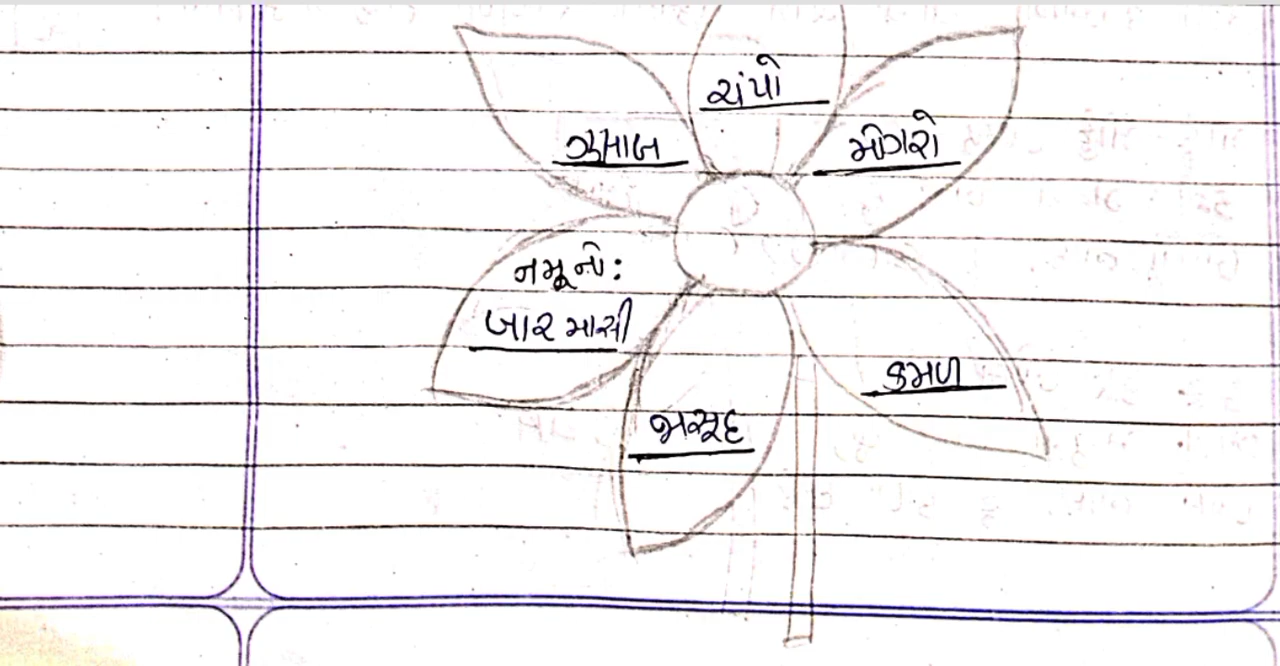 ચંપો
ગુલાબ
મોગરો
નમૂનો:
બારમાસી
કમળ
જાસૂદ